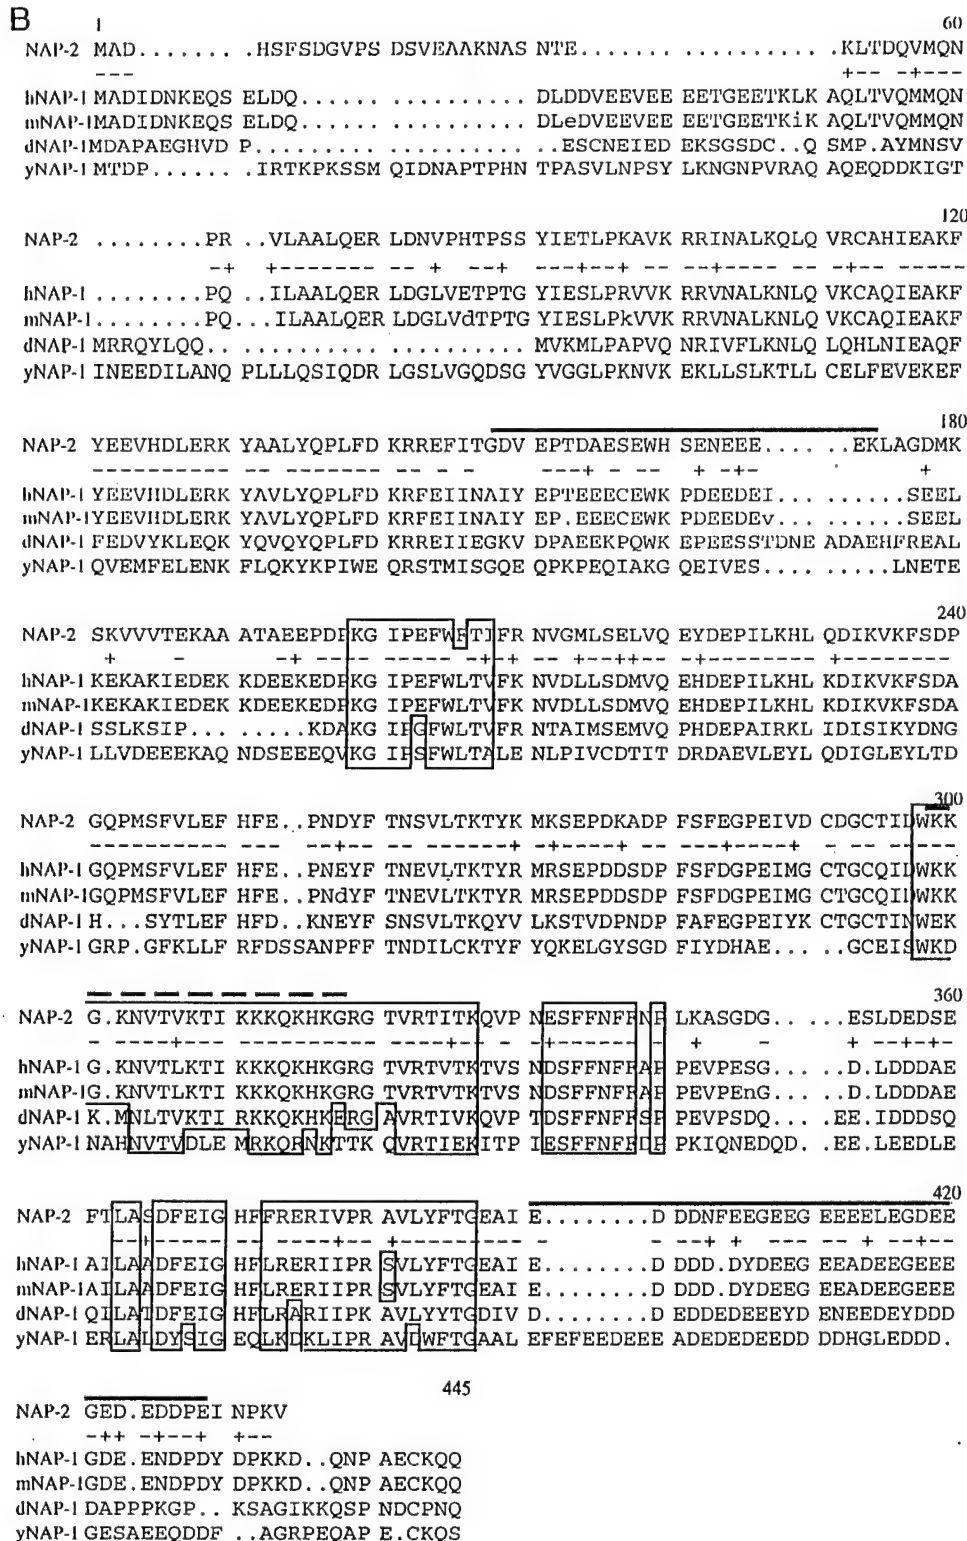 B
1 60
NAP-2 MAD.......HSFSDGVPS DSVEAAKNAS NTE....... .......... KLTDQVMQN
--- +-- -+---
hNAP-1 MADIDNKEQS ELDQ...... .......... DLDDVEEVEE EETGEETKLK AQLTVQMMQN
mNAP-1 MADIDNKEQS ELDQ...... .......... DLeDVEEVEE EETGEETKiK AQLTVQMMQN
dNAP-1 MDAPAEGHVD P......... .......... ..ESCNEIED EKSGSDC..Q SMP.AYMNSV
yNAP-1 MTDP.......IRTKPKSSM QIDNAPTPHN TPASVLNPSY LKNGNPVRAQ AQEQDDKIGT
120
NAP-2 ........PR ..VLAALQER LDNVPHTPSS YIETLPKAVK RRINALKQLQ VRCAHIEAKF
-+ +------- -- + --+ ---+--+ -- ---+------ -- --+-- -----
hNAP-1 ........PQ ..ILAALQER LDGLVETPTG YIESLPRVVK RRVNALKNLQ VKCAQIEAKF
mNAP-1 ........PQ...ILAALQER LDGLVdTPTG YIESLPkVVK RRVNALKNLQ VKCAQIEAKF
dNAP-1 MRRQYLQQ.. .......... .......... MVKMLPAPVQ NRIVFLKNLQ LQHLNIEAQF
yNAP-1 INEEDILANQ PLLLQSIQDR LGSLVGQDSG YVGGLPKNVK EKLLSLKTLL CELFEVEKEF
180
NAP-2 YEEVHDLERK YAALYQPLFD KRREFITGDV EPTDAESEWH SENEEE.... .EKLAGDMK
---------- -- ------- -- -- - - ---+ -- - + -+- +
hNAP-1 YEEVHDLERK YAVLYQPLFD KRFEIINAIY EPTEEECEWK PDEEDEI... ......SEEL
mNAP-1 YEEVHDLERK YAVLYQPLFD KRFEIINAIY EP.EEECEWK PDEEDEv... ......SEEL
dNAP-1 FEDVYKLEQK YQVQYQPLFD KRREIIEGKV DPAEEKPQWK EPEESSTDNE ADAEHFREAL
yNAP-1 QVEMFELENK FLQKYKPIWE QRSTMISGQE QPKPEQIAKG QEIVES.... .....LNETE
240
NAP-2 SKVVVTEKAA ATAEEPDPKG IPEFWFTIFR NVGMLSELVQ EYDEPILKHL QDIKVKFSDP
+ - -+ --- ----- -+-+ -- --++--+-- -+-------- +---------
hNAP-1 KEKAKIEDEK KDEEKEDPKG IPEFWLTVFK NVDLLSDMVQ EHDEPILKHL KDIKVKFSDA
mNAP-1 KEKAKIEDEK KDEEKEDPKG IPEFWLTVFK NVDLLSDMVQ EHDEPILKHL KDIKVKFSDA
dNAP-1 SSLKSIP... .....KDAKG IPGFWLTVFR NTAIMSEMVQ PHDEPAIRKL IDISIKYDNG
yNAP-1 LLVDEEEKAQ NDSEEEQVKG IPSFWLTALE NLPIVCDTIT DRDAEVLEYL QDIGLEYLTD
300
NAP-2 GQPMSFVLEF HFE..PNDYF TNSVLTKTYK MKSEPDKADP FSFEGPEIVD CDGCTIDWKK
---------- --- --+-- -- ------+ -+---- -- ---+----- - -- + ---
hNAP-1 GQPMSFVLEF HFE..PNEYF TNEVLTKTYR MRSEPDDSDP FSFDGPEIMG CTGCQIDWKK
mNAP-1 GQPMSFVLEF HFE..PNdYF TNEVLTKTYR MRSEPDDSDP FSFDGPEIMG CTGCQIDWKK
dNAP-1 H...SYTLEF HFD..KNEYF SNSVLTKQYV LKSTVDPNDP FAFEGPEIYK CTGCTINWEK
yNAP-1 GRP.GFKLLF RFDSSANPFF TNDILCKTYF YQKELGYSGD FIYDHAE... ..GCEISWKD
360
NAP-2 G.KNVTVKTI KKKQKHKGRG TVRTITKQVP NESFFNFFNP LKASGDG... ..ESLDEDSE
- ----+--- ---------- ----+-+ - -+------ - + - + --+-+
hNAP-1 G.KNVTLKTI KKKQKHKGRG TVRTVTKTVS NDSFFNFFAP PEVPESG... ...D.LDDDAE
mNAP-1 G.KNVTLKTI KKKQKHKGRG TVRTVTKTVS NDSFFNFFAP PEVPEnG... ...D.LDDDAE
dNAP-1 K.MNLTVKTI RKKQKHKERG AVRTIVKQVP TDSFFNFFSP PEVPSDQ... .EE.IDDDSQ
yNAP-1 NAHNVTVDLE MRKQRNKTTK QVRTIEKITP IESFFNFFDP PKIQNEDQD. .EE.LEEDLE
420
NAP-2 FTLASDFEIG HFFRERIVPR AVLYFTGEAI E........D DDNFEEGEEG EEEELEGDEE
--+----- -- ----+-- +--------- - - --+ + --- --+ --+--
hNAP-1 AILAADFEIG HFLRERIIPR SVLYFTGEAI E........D DDD.DYDEEG EEADEEGEEE
mNAP-1 AILAADFEIG HFLRERIIPR SVLYFTGEAI E........D DDD.DYDEEG EEADEEGEEE
dNAP-1 QILATDFEIG HFLRARIIPK AVLYYTGDIV D........D EDDEDEEEYD ENEEDEYDDD
yNAP-1 ERLALDYSIG EQLKDKLIPR AVDWFTGAAL EFEFEEDEEE ADEDEDEEDD DDHGLEDDD.
445
NAP-2 GED.EDDPEI NPKV
-++ -+--+ +--
hNAP-1 GDE.ENDPDY DPKKD..QNP AECKQQ
mNAP-1 GDE.ENDPDY DPKKD..QNP AECKQQ
dNAP-1 DAPPPKGP.. KSAGIKKQSP NDCPNQ
yNAP-1 GESAEEQDDF ..AGRPEQAP E.CKQS